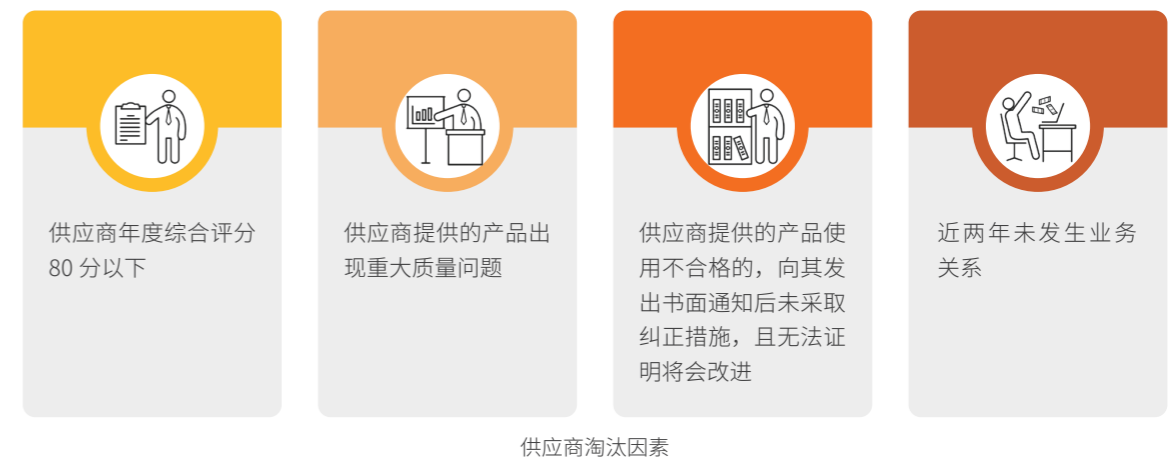 供应商年度综合评分
80 分以下
供应商提供的产品出
现重大质量问题
供应商提供的产品使
用不合格的，向其发
出书面通知后未采取
纠正措施，且无法证
明将会改进
近两年未发生业务
关系
供应商淘汰因素